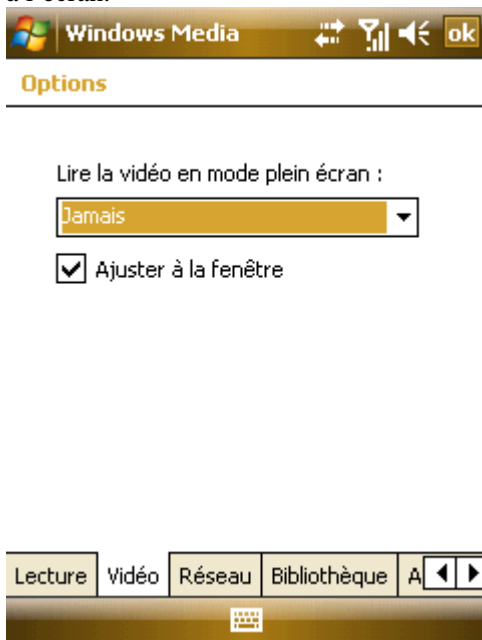 à l'écran.
Windows Media
ok
Options
Lire la vidéo en mode plein écran :
Jamais
Ajuster à la fenêtre
Lecture Vidéo Réseau Bibliothèque A